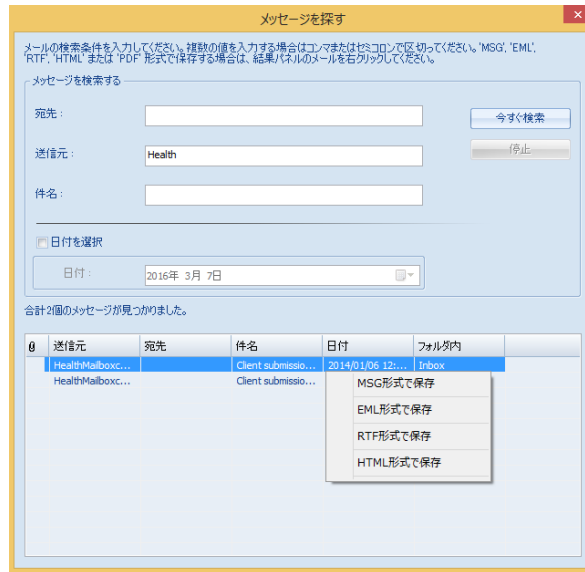 メッセージを探す
メールの検索条件を入力してください。複数の値を入力する場合はコンマまたはセミコロンで区切ってください。'MSG', 'EML',
'RTF', 'HTML' または 'PDF' 形式で保存する場合は、結果パネルのメールを右クリックしてください。
メッセージを検索する
宛先 :
今すぐ検索
送信元 : Health
停止
件名 :
日付を選択
日付 : 2016年 3月 7日
合計2個のメッセージが見つかりました。
送信元 宛先 件名 日付 フォルダ内
HealthMailboxc... Client submissio... 2014/01/06 12:... Inbox
HealthMailboxc... Client submissio...
MSG形式で保存
EML形式で保存
RTF形式で保存
HTML形式で保存